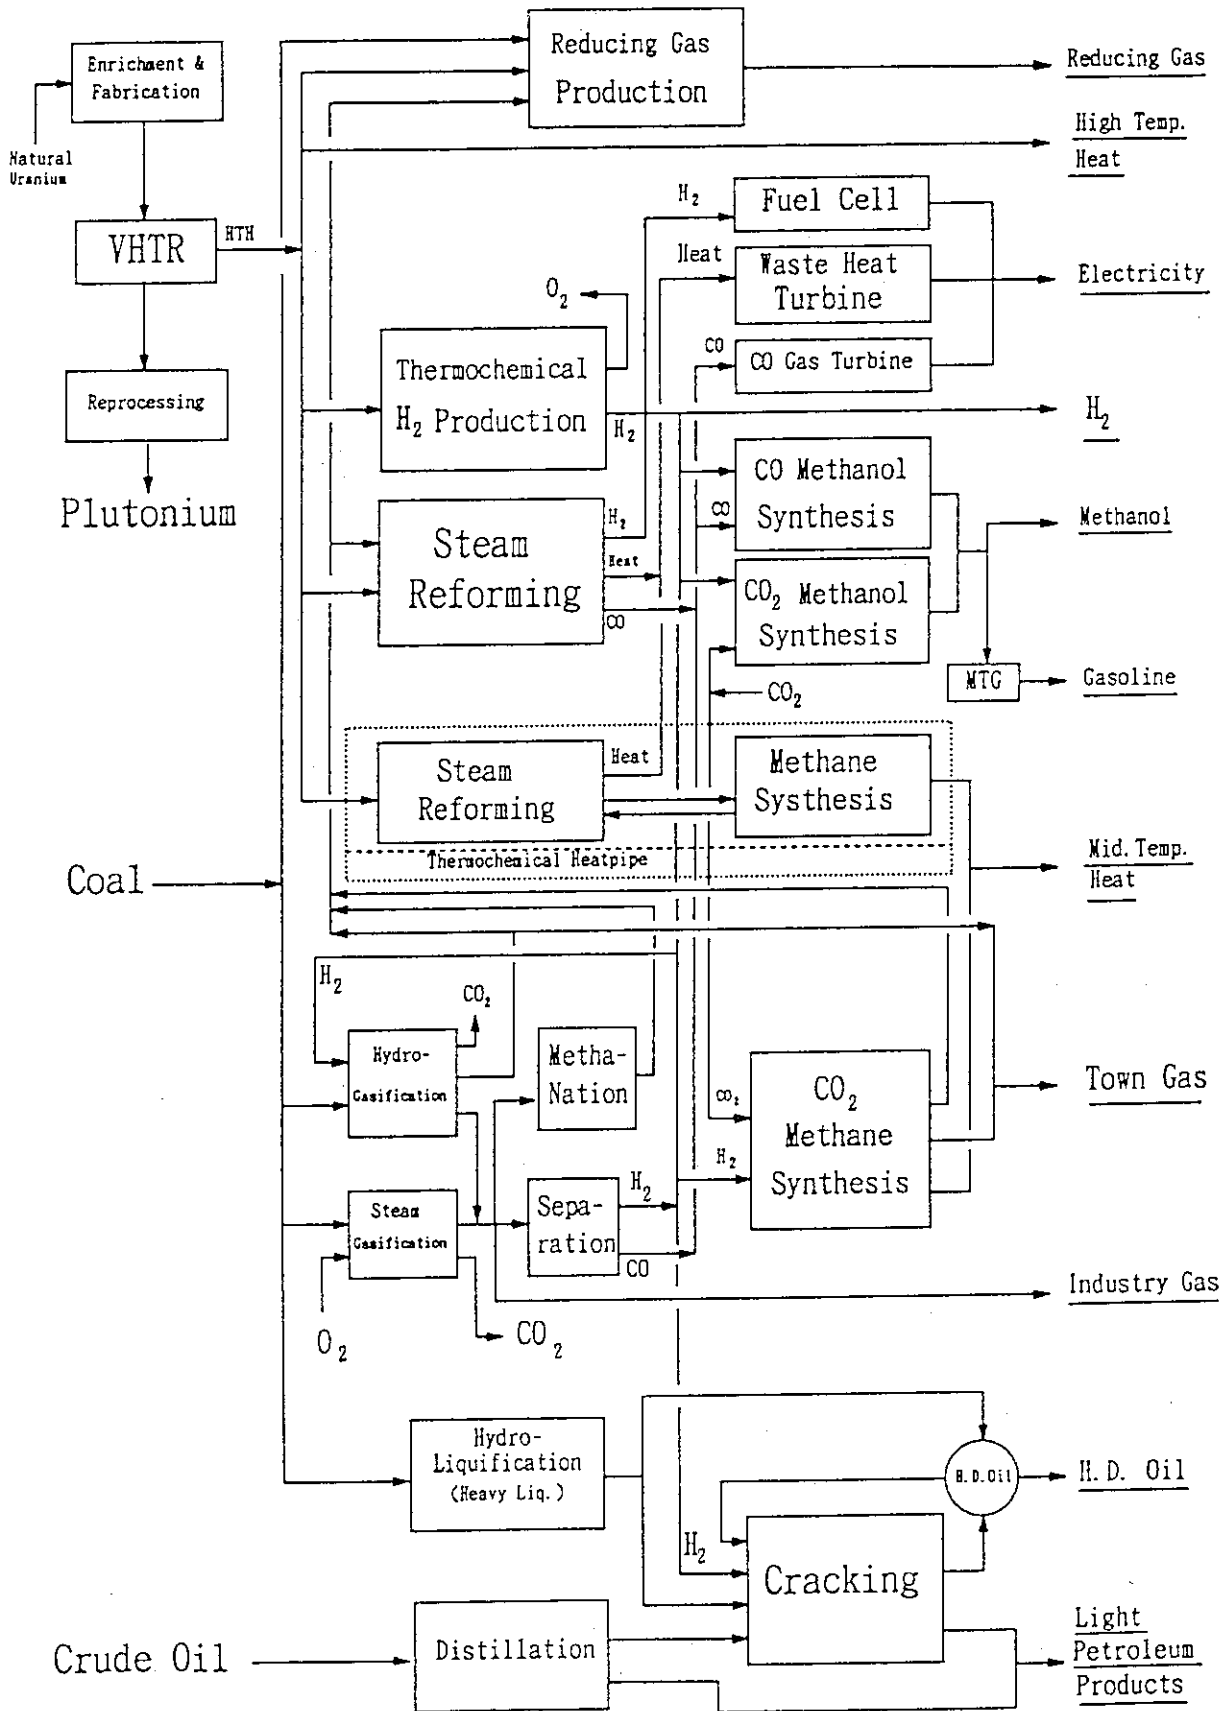 Reducing Gas
Production
Reducing Gas
Enrichment &
Fabrication
Natural
Uranium
High Temp.
Heat
VHTR
HTH
H₂
Fuel Cell
Heat
Waste Heat
Turbine
Electricity
O₂
CO
CO Gas Turbine
Thermochemical
H₂ Production
H₂
H₂
Reprocessing
Plutonium
CO Methanol
Synthesis
CO
Methanol
Steam
Reforming
H₂
Heat
CO
CO₂ Methanol
Synthesis
CO₂
MTG
Gasoline
Steam
Reforming
Heat
Methane
Systhesis
Thermochemical Heatpipe
Mid. Temp.
Heat
Coal
H₂
CO₂
Hydro-
Gasification
Metha-
Nation
CO₂
CO₂
Methane
Synthesis
H₂
Town Gas
Steam
Gasification
Sepa-
ration
H₂
CO
O₂
CO₂
Industry Gas
Hydro-
Liquification
(Heavy Liq.)
H.D.Oil
H.D. Oil
H₂
Cracking
Crude Oil
Distillation
Light
Petroleum
Products